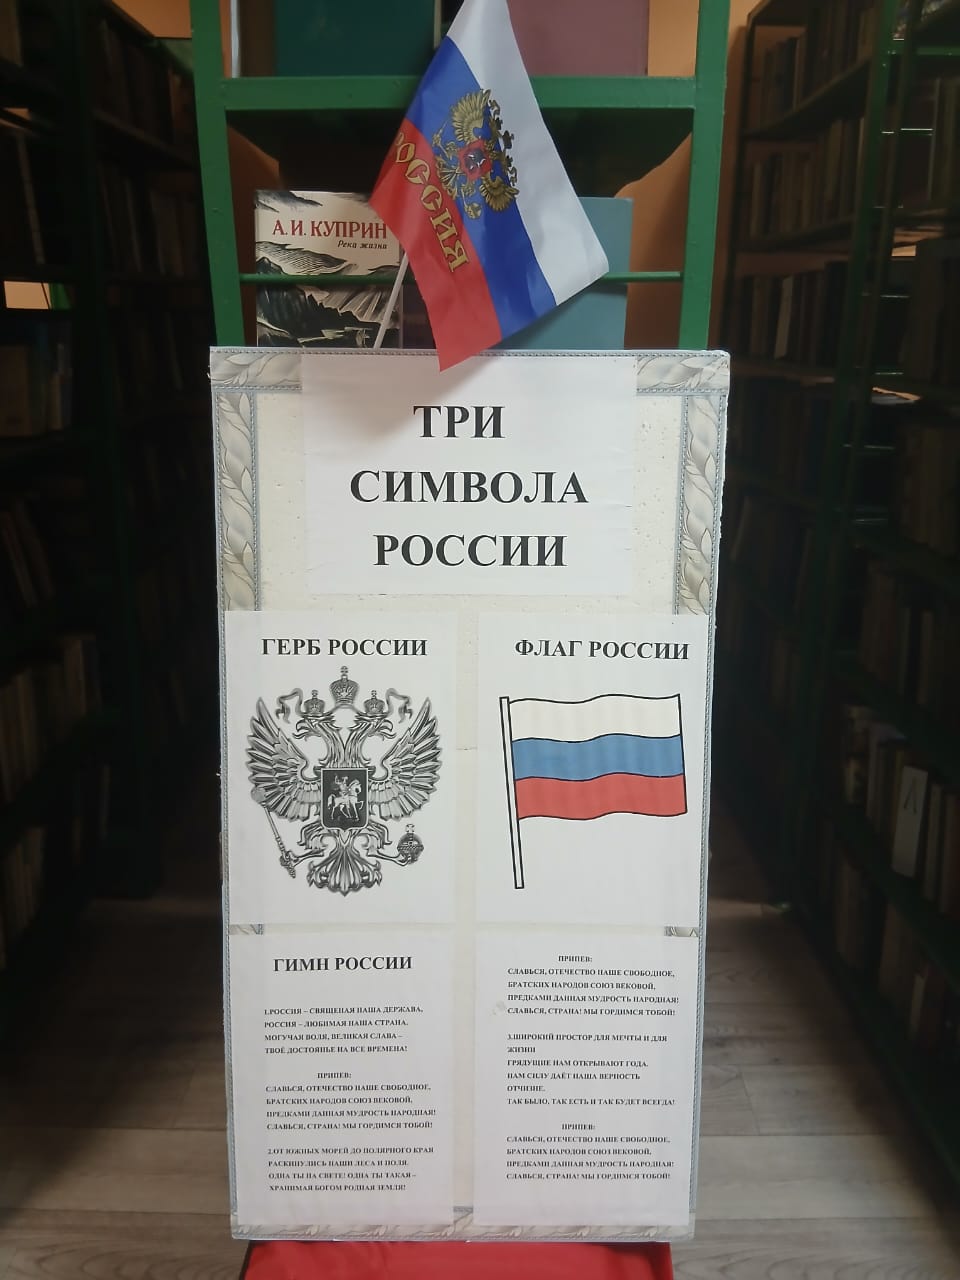 РОССИЯ
А.И. КУПРИН
Река жизни
ТРИ
СИМВОЛА
РОССИИ
ГЕРБ РОССИИ
ФЛАГ РОССИИ
ГИМН РОССИИ
1.РОССИЯ – СВЯЩЕНАЯ НАША ДЕРЖАВА,
РОССИЯ – ЛЮБИМАЯ НАША СТРАНА.
МОГУЧАЯ ВОЛЯ, ВЕЛИКАЯ СЛАВА –
ТВОЁ ДОСТОЯНЬЕ НА ВСЕ ВРЕМЕНА!
ПРИПЕВ:
СЛАВЬСЯ, ОТЕЧЕСТВО НАШЕ СВОБОДНОЕ,
БРАТСКИХ НАРОДОВ СОЮЗ ВЕКОВОЙ,
ПРЕДКАМИ ДАННАЯ МУДРОСТЬ НАРОДНАЯ!
СЛАВЬСЯ, СТРАНА! МЫ ГОРДИМСЯ ТОБОЙ!
2.ОТ ЮЖНЫХ МОРЕЙ ДО ПОЛЯРНОГО КРАЯ
РАСКИНУЛИСЬ НАШИ ЛЕСА И ПОЛЯ.
ОДНА ТЫ НА СВЕТЕ! ОДНА ТЫ ТАКАЯ –
ХРАНИМАЯ БОГОМ РОДНАЯ ЗЕМЛЯ!
ПРИПЕВ:
СЛАВЬСЯ, ОТЕЧЕСТВО НАШЕ СВОБОДНОЕ,
БРАТСКИХ НАРОДОВ СОЮЗ ВЕКОВОЙ,
ПРЕДКАМИ ДАННАЯ МУДРОСТЬ НАРОДНАЯ!
СЛАВЬСЯ, СТРАНА! МЫ ГОРДИМСЯ ТОБОЙ!
3.ШИРОКИЙ ПРОСТОР ДЛЯ МЕЧТЫ И ДЛЯ
ЖИЗНИ
ГРЯДУЩИЕ НАМ ОТКРЫВАЮТ ГОДА.
НАМ СИЛУ ДАЁТ НАША ВЕРНОСТЬ
ОТЧИЗНЕ.
ТАК БЫЛО, ТАК ЕСТЬ И ТАК БУДЕТ ВСЕГДА!
ПРИПЕВ:
СЛАВЬСЯ, ОТЕЧЕСТВО НАШЕ СВОБОДНОЕ,
БРАТСКИХ НАРОДОВ СОЮЗ ВЕКОВОЙ,
ПРЕДКАМИ ДАННАЯ МУДРОСТЬ НАРОДНАЯ!
СЛАВЬСЯ, СТРАНА! МЫ ГОРДИМСЯ ТОБОЙ!